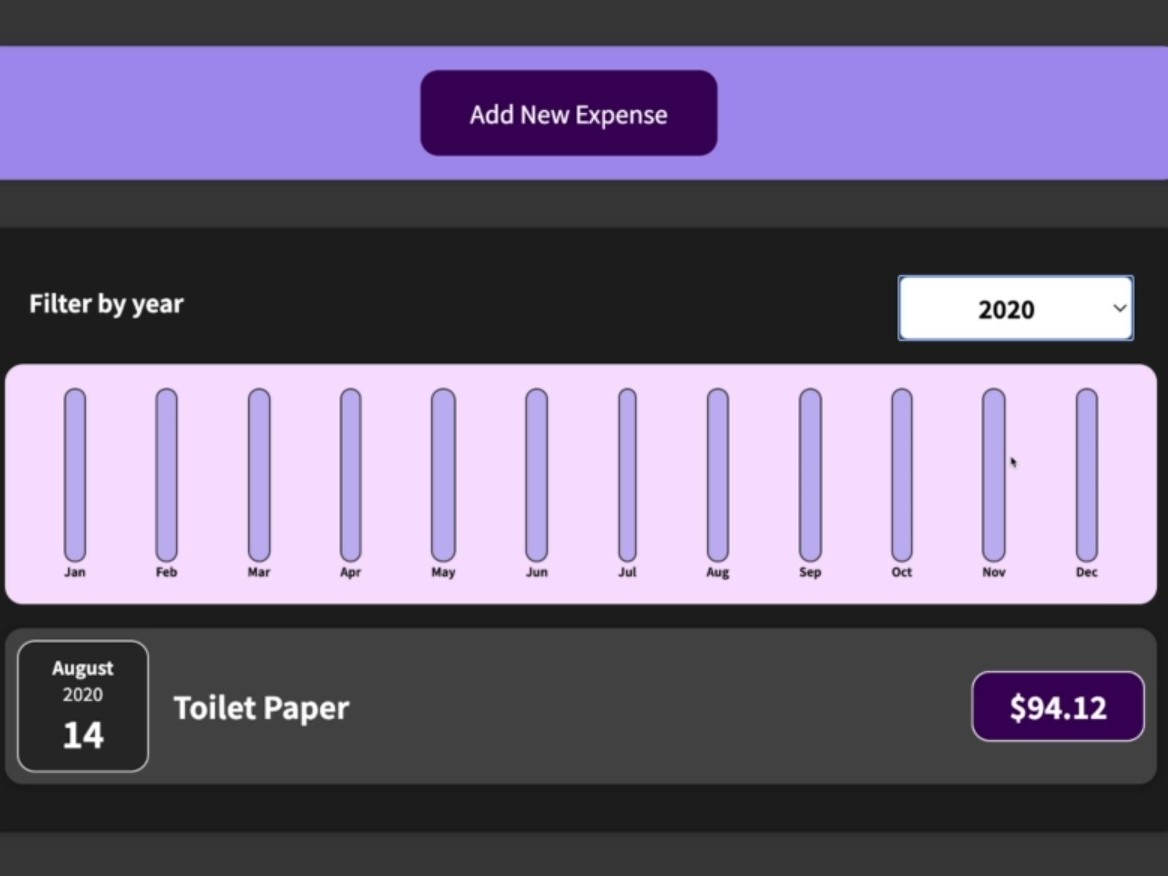 Add New Expense
Filter by year
2020
Jan Feb Mar Apr May Jun Jul Aug Sep Oct Nov Dec
August
2020
14
Toilet Paper
$94.12